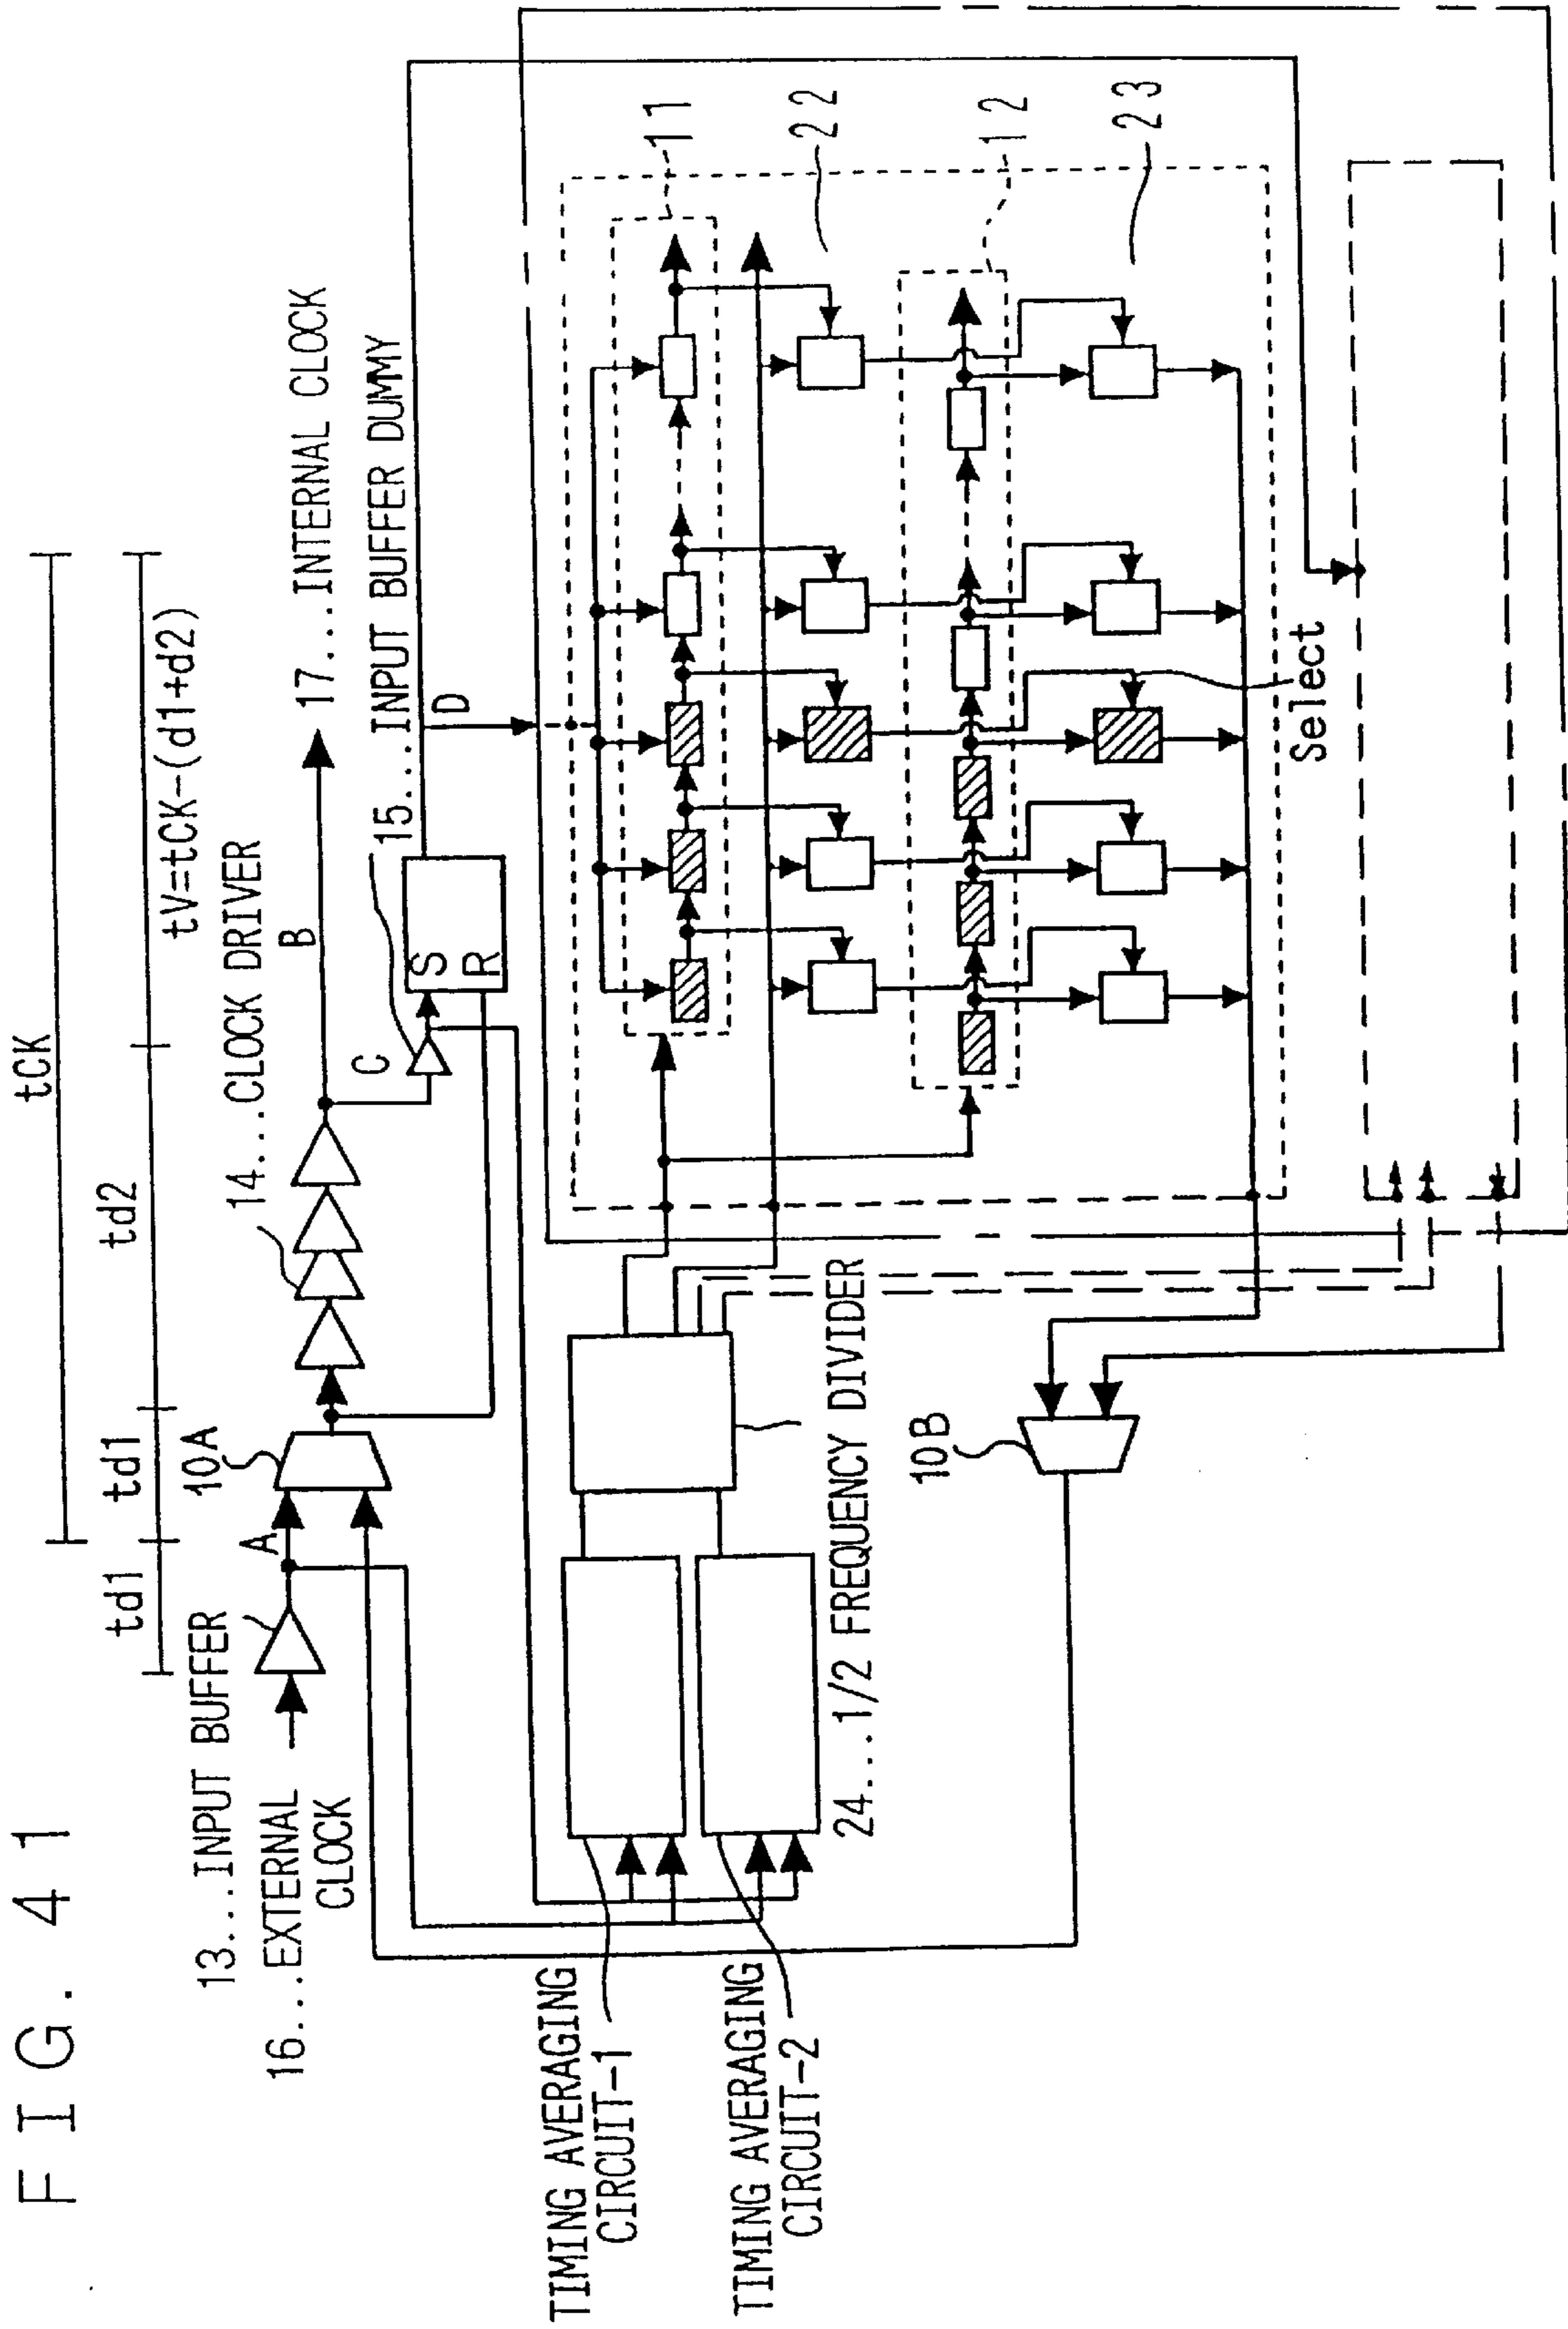 FIG. 41
tCK
td1
td1
td2
tV=tCK-(d1+d2)
13...INPUT BUFFER
10A
14...CLOCK DRIVER
16...EXTERNAL
CLOCK
A
B
17...INTERNAL CLOCK
C
15...INPUT BUFFER DUMMY
S
R
D
TIMING AVERAGING
CIRCUIT-1
TIMING AVERAGING
CIRCUIT-2
24...1/2 FREQUENCY DIVIDER
11
22
12
23
10B
Select